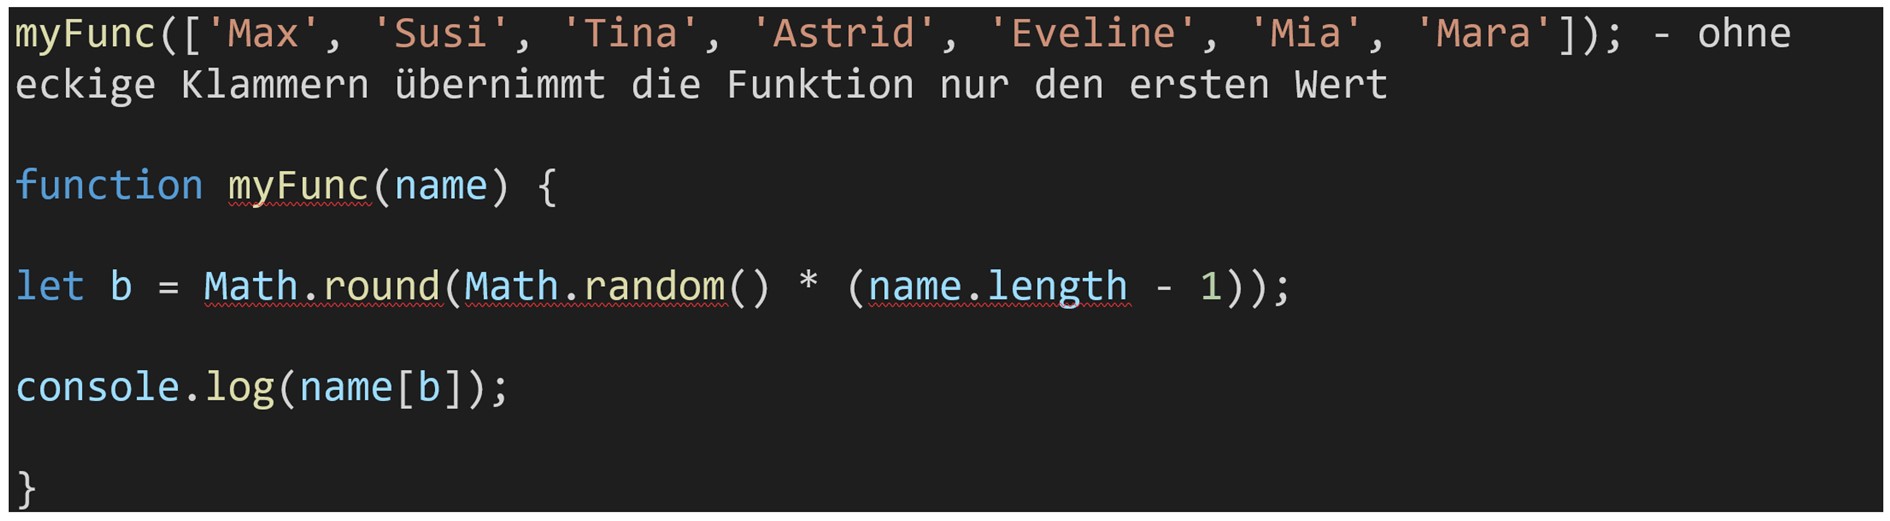 myFunc(['Max', 'Susi', 'Tina', 'Astrid', 'Eveline', 'Mia', 'Mara']); - ohne
eckige Klammern übernimmt die Funktion nur den ersten Wert
function myFunc(name) {
let b = Math.round(Math.random() * (name.length - 1));
console.log(name[b]);
}